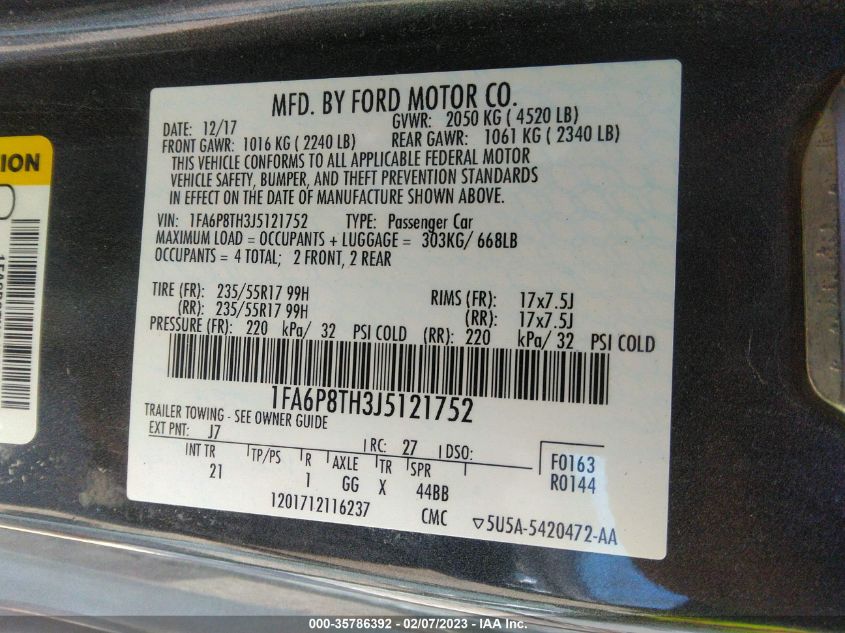 MFD. BY FORD MOTOR CO.
DATE: 12/17 GVWR: 2050 KG ( 4520 LB)
FRONT GAWR: 1016 KG ( 2240 LB) REAR GAWR: 1061 KG ( 2340 LB)
THIS VEHICLE CONFORMS TO ALL APPLICABLE FEDERAL MOTOR
VEHICLE SAFETY, BUMPER, AND THEFT PREVENTION STANDARDS
IN EFFECT ON THE DATE OF MANUFACTURE SHOWN ABOVE.
VIN: 1FA6P8TH3J5121752 TYPE: Passenger Car
MAXIMUM LOAD = OCCUPANTS + LUGGAGE = 303KG/ 668LB
OCCUPANTS = 4 TOTAL; 2 FRONT, 2 REAR
TIRE (FR): 235/55R17 99H RIMS (FR): 17x7.5J
(RR): 235/55R17 99H (RR): 17x7.5J
PRESSURE (FR): 220 kPa/ 32 PSI COLD (RR): 220 kPa/ 32 PSI COLD
1FA6P8TH3J5121752
TRAILER TOWING - SEE OWNER GUIDE
EXT PNT: J7 RC: 27 DSO:
INT TR TP/PS R AXLE TR SPR F0163
21 1 GG X 44BB R0144
1201712116237 CMC ▽5U5A-5420472-AA
ION
000-35786392 - 02/07/2023 - IAA Inc.